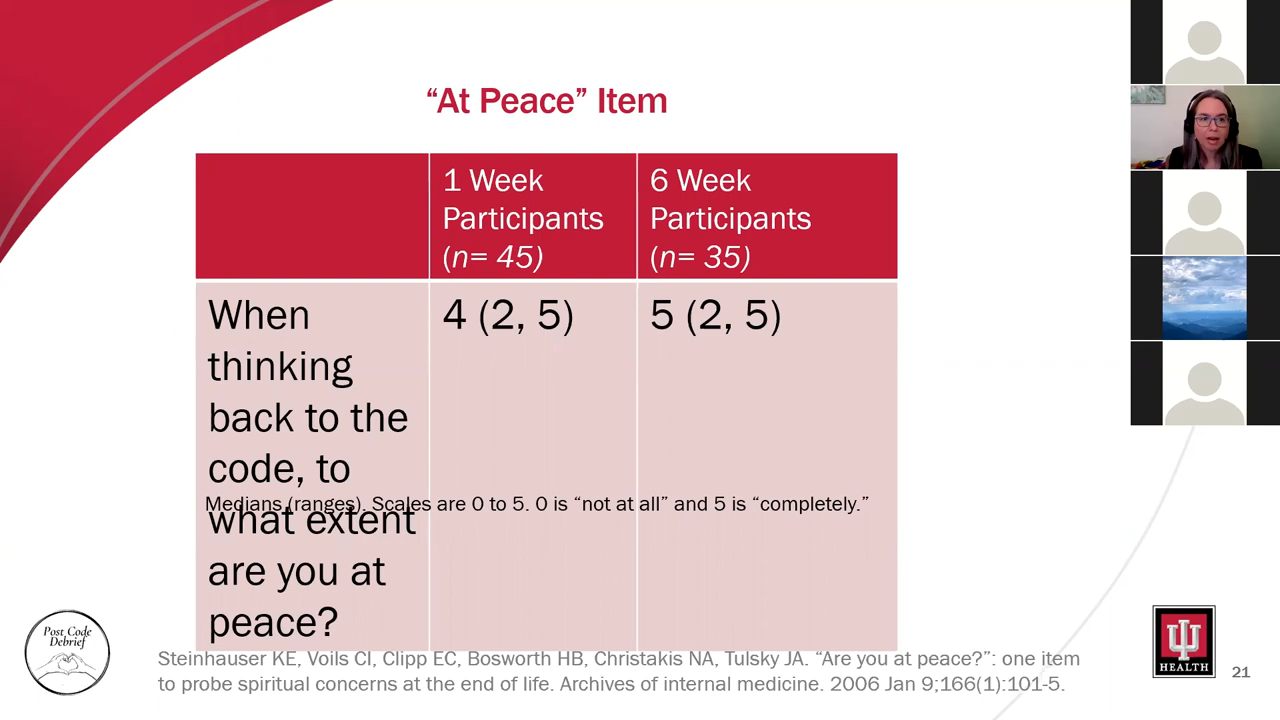 “At Peace” Item
1 Week
Participants
(n= 45)
6 Week
Participants
(n= 35)
When
thinking
back to the
code, to
what extent
are you at
peace?
4 (2, 5)
5 (2, 5)
Medians (ranges). Scales are 0 to 5. 0 is “not at all” and 5 is “completely.”
Steinhauser KE, Voils CI, Clipp EC, Bosworth HB, Christakis NA, Tulsky JA. “Are you at peace?”: one item
to probe spiritual concerns at the end of life. Archives of internal medicine. 2006 Jan 9;166(1):101-5.
Post Code
Debrief
HEALTH
21